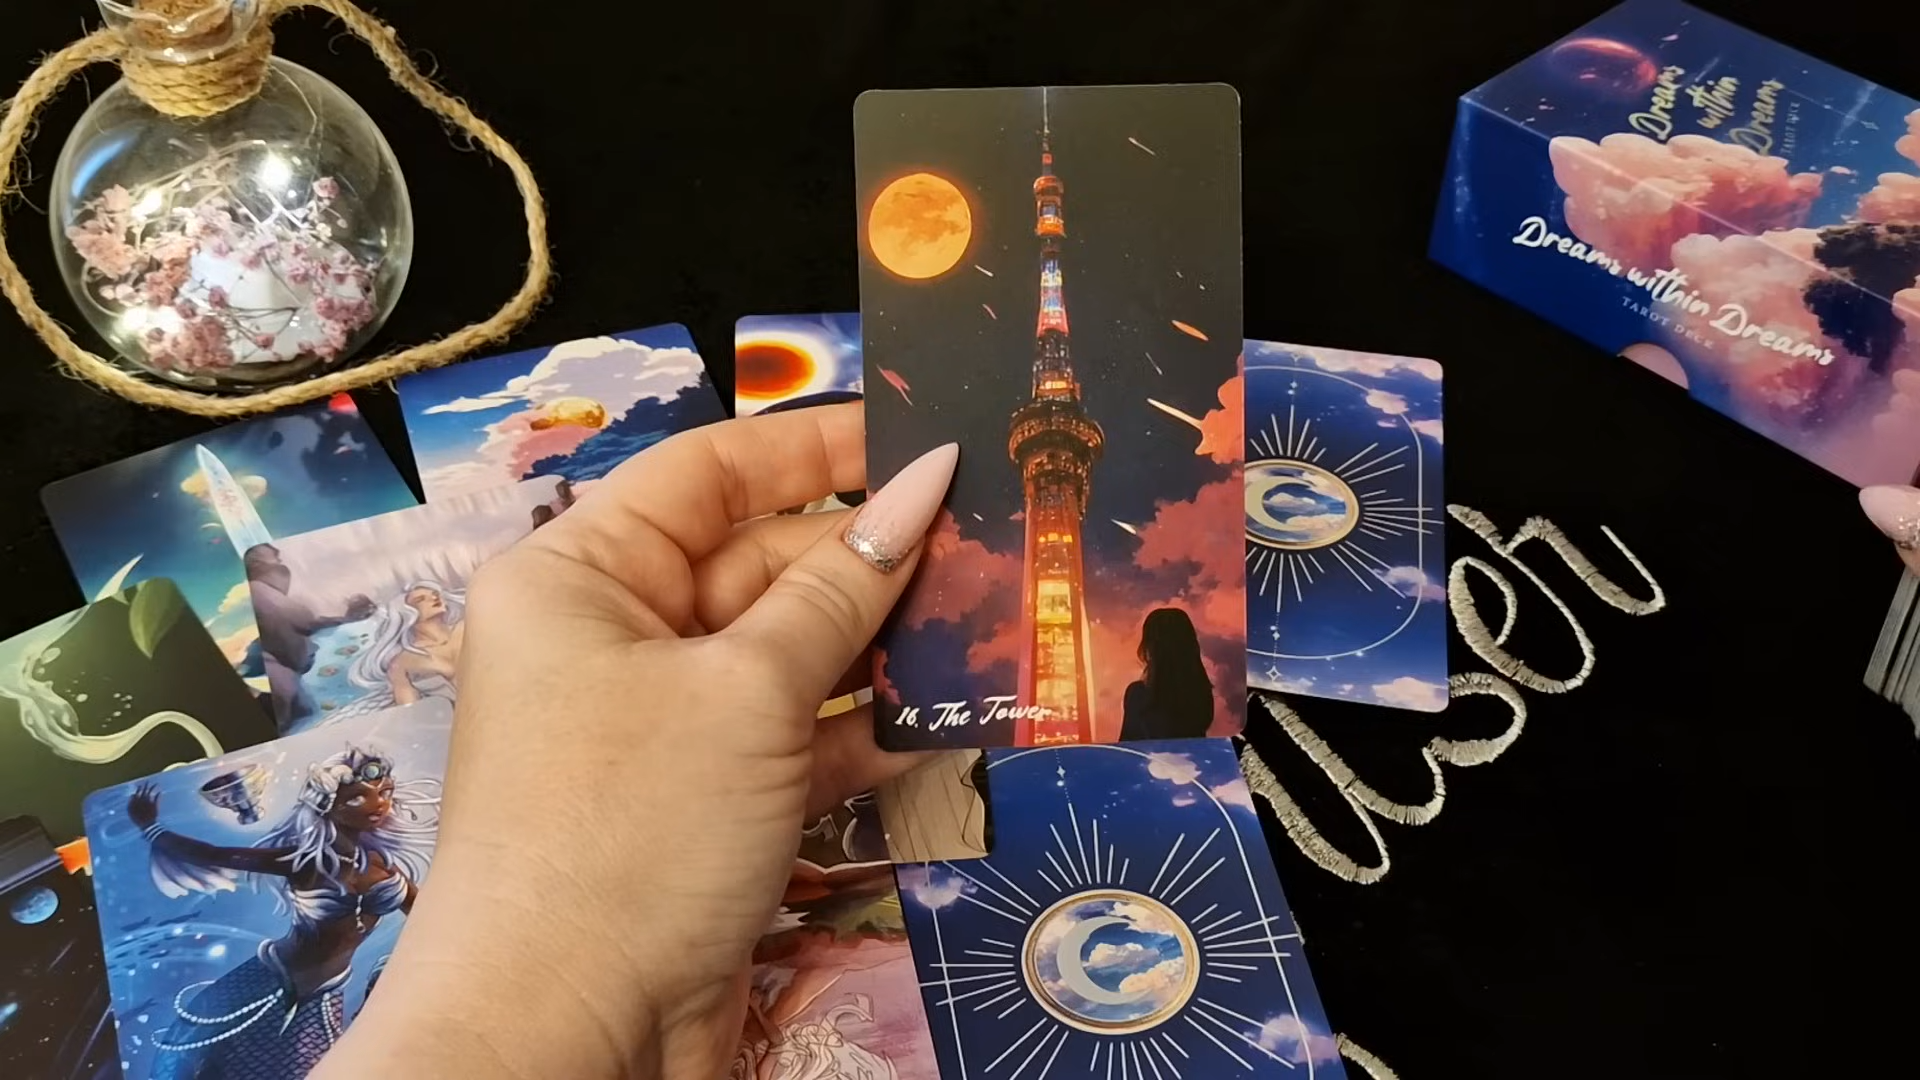 Dreams
within
Dreams
TAROT DECK
Dreams within Dreams
TAROT DECK
16. The Tower